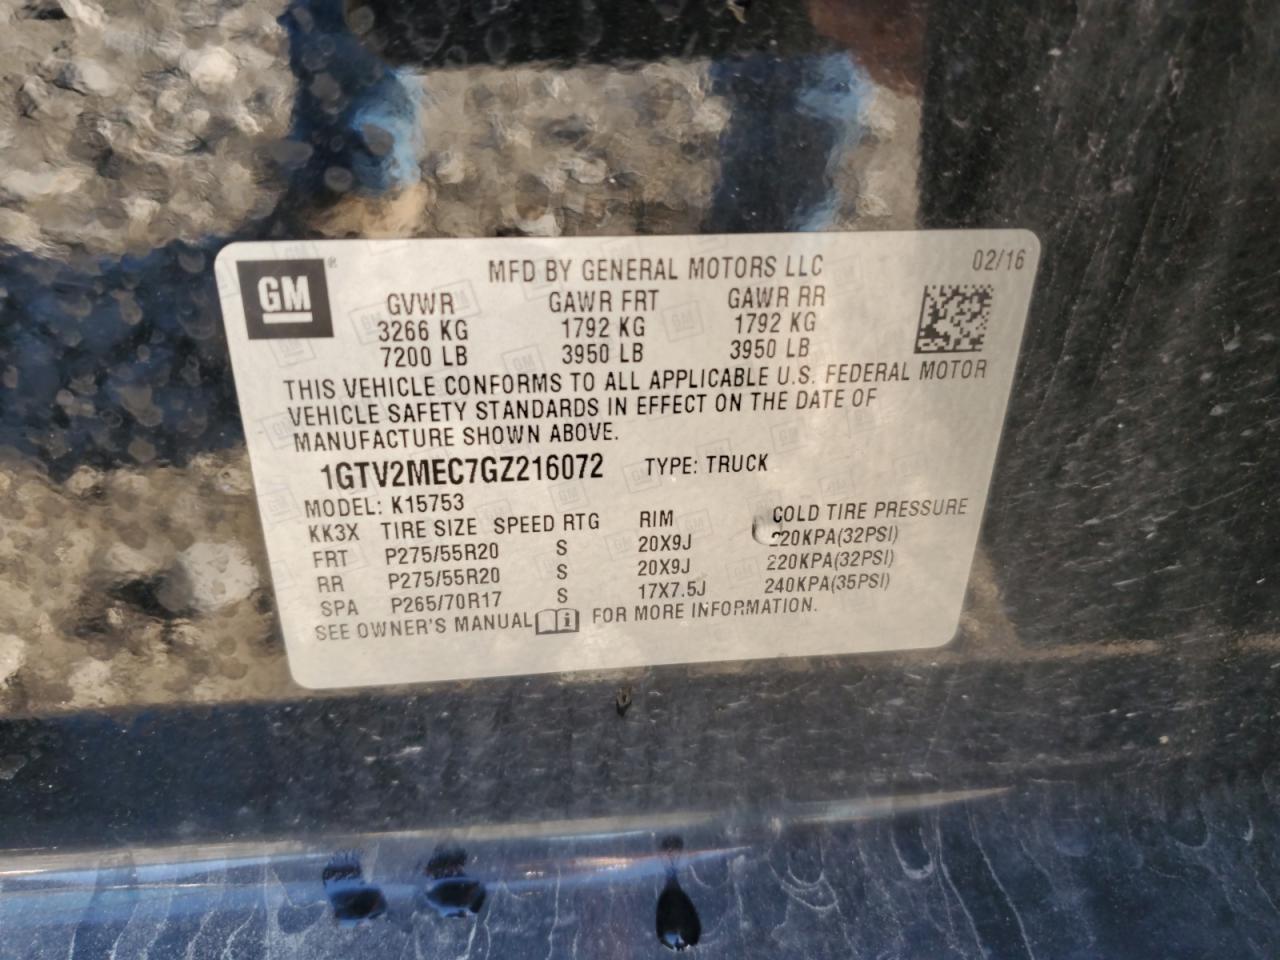 GM
MFD BY GENERAL MOTORS LLC 02/16
GVWR GAWR FRT GAWR RR
3266 KG 1792 KG 1792 KG
7200 LB 3950 LB 3950 LB
THIS VEHICLE CONFORMS TO ALL APPLICABLE U.S. FEDERAL MOTOR
VEHICLE SAFETY STANDARDS IN EFFECT ON THE DATE OF
MANUFACTURE SHOWN ABOVE.
1GTV2MEC7GZ216072 TYPE: TRUCK
MODEL: K15753
KK3X TIRE SIZE SPEED RTG RIM COLD TIRE PRESSURE
FRT P275/55R20 S 20X9J 220KPA(32PSI)
RR P275/55R20 S 20X9J 220KPA(32PSI)
SPA P265/70R17 S 17X7.5J 240KPA(35PSI)
SEE OWNER'S MANUAL FOR MORE INFORMATION.